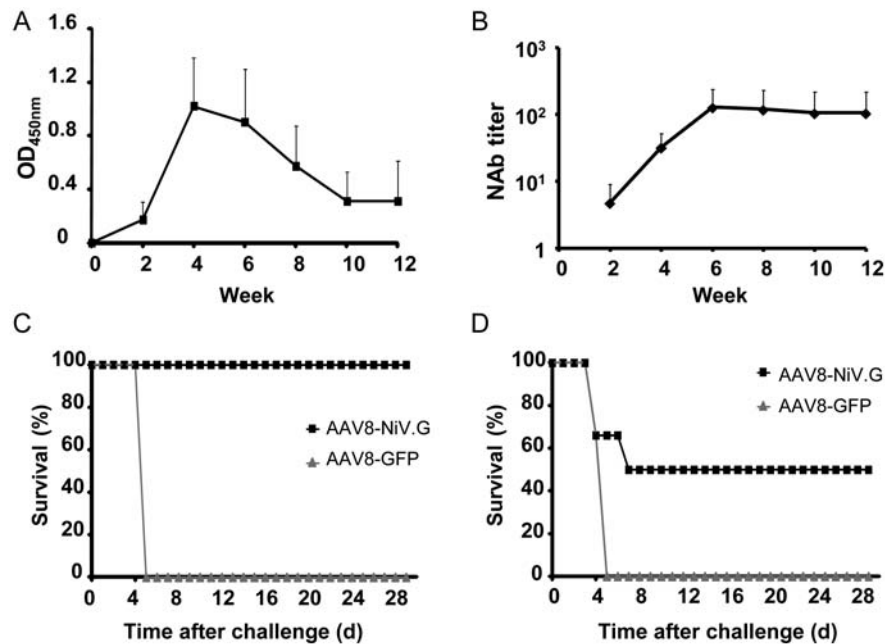 A
1.6
1.2
0.8
0.4
0
OD450nm
0 2 4 6 8 10 12
Week
B
10³
10²
10¹
1
NAb titer
0 2 4 6 8 10 12
Week
C
100
80
60
40
20
0
Survival (%)
AAV8-NiV.G
AAV8-GFP
0 4 8 12 16 20 24 28
Time after challenge (d)
D
100
80
60
40
20
0
Survival (%)
AAV8-NiV.G
AAV8-GFP
0 4 8 12 16 20 24 28
Time after challenge (d)